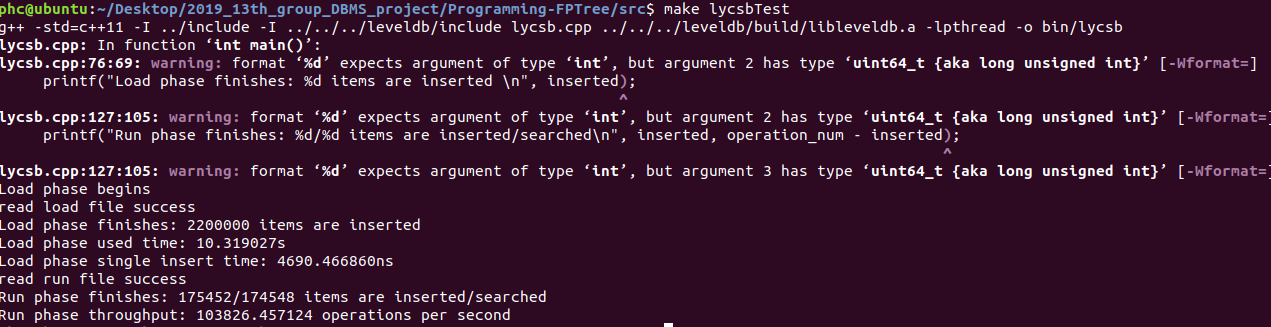 phc@ubuntu:~/Desktop/2019_13th_group_DBMS_project/Programming-FPTree/src$ make lycsbTest
g++ -std=c++11 -I ../include -I ../../../leveldb/include lycsb.cpp ../../../leveldb/build/libleveldb.a -lpthread -o bin/lycsb
lycsb.cpp: In function ‘int main()’:
lycsb.cpp:76:69: warning: format ‘%d’ expects argument of type ‘int’, but argument 2 has type ‘uint64_t {aka long unsigned int}’ [-Wformat=]
printf("Load phase finishes: %d items are inserted \n", inserted);
^
lycsb.cpp:127:105: warning: format ‘%d’ expects argument of type ‘int’, but argument 2 has type ‘uint64_t {aka long unsigned int}’ [-Wformat=
printf("Run phase finishes: %d/%d items are inserted/searched\n", inserted, operation_num - inserted);
^
lycsb.cpp:127:105: warning: format ‘%d’ expects argument of type ‘int’, but argument 3 has type ‘uint64_t {aka long unsigned int}’ [-Wformat=]
Load phase begins
read load file success
Load phase finishes: 2200000 items are inserted
Load phase used time: 10.319027s
Load phase single insert time: 4690.466860ns
read run file success
Run phase finishes: 175452/174548 items are inserted/searched
Run phase throughput: 103826.457124 operations per second